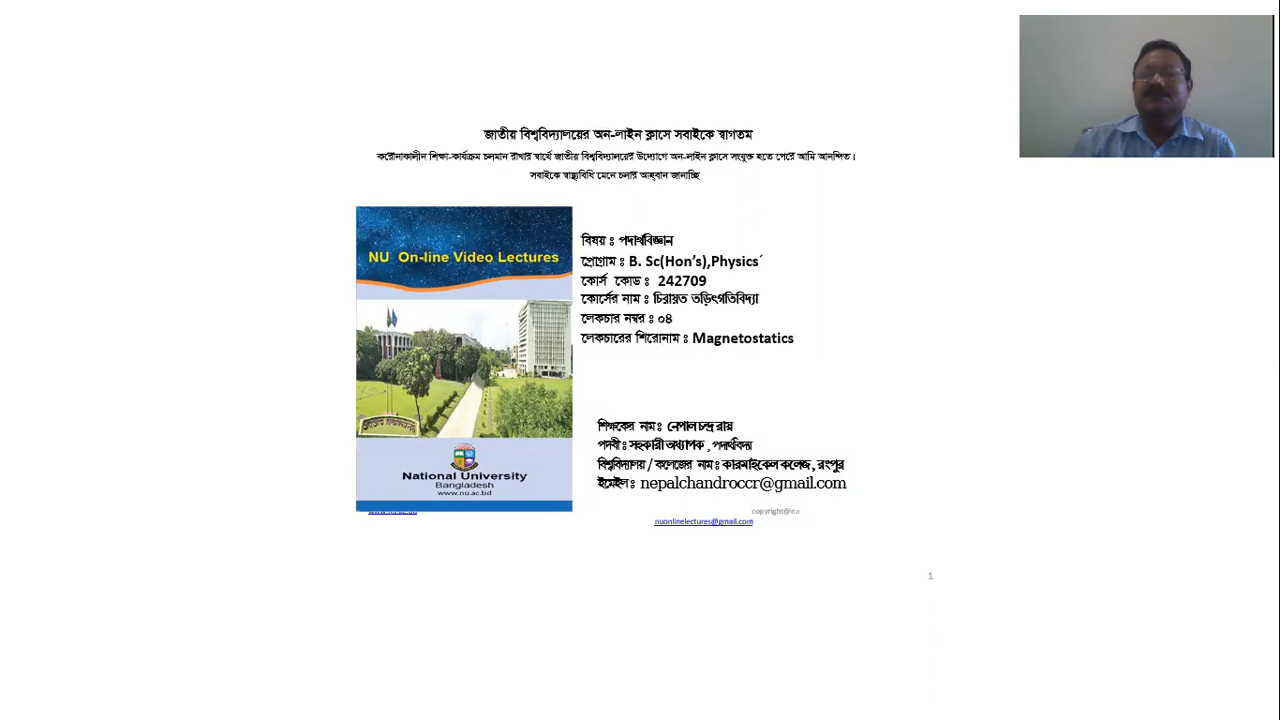 জাতীয় বিশ্ববিদ্যালয়ের অন-লাইন ক্লাসে সবাইকে স্বাগতম
করোনাকালীন শিক্ষা-কার্যক্রম চলমান রাখার স্বার্থে জাতীয় বিশ্ববিদ্যালয়ের উদ্যোগে অন-লাইন ক্লাসে সংযুক্ত হতে পেরে আমি আনন্দিত।
সবাইকে স্বাস্থ্যবিধি মেনে চলার আহ্বান জানাচ্ছি
NU On-line Video Lectures
National University
Bangladesh
www.nu.ac.bd
বিষয় ঃ পদার্থবিজ্ঞান
প্রোগ্রাম ঃ B. Sc(Hon’s),Physics´
কোর্স কোড ঃ 242709
কোর্সের নাম ঃ চিরায়ত তড়িৎগতিবিদ্যা
লেকচার নম্বর ঃ ০৪
লেকচারের শিরোনাম ঃ Magnetostatics
শিক্ষকের নাম ঃ নেপাল চন্দ্র রায়
পদবী ঃ সহকারী অধ্যাপক , পদার্থবিদ্যা
বিশ্ববিদ্যালয় / কলেজের নাম ঃ কারমাইকেল কলেজ , রংপুর
ইমেইল ঃ nepalchandroccr@gmail.com
copyright@nu
nuonlinelectures@gmail.com
1